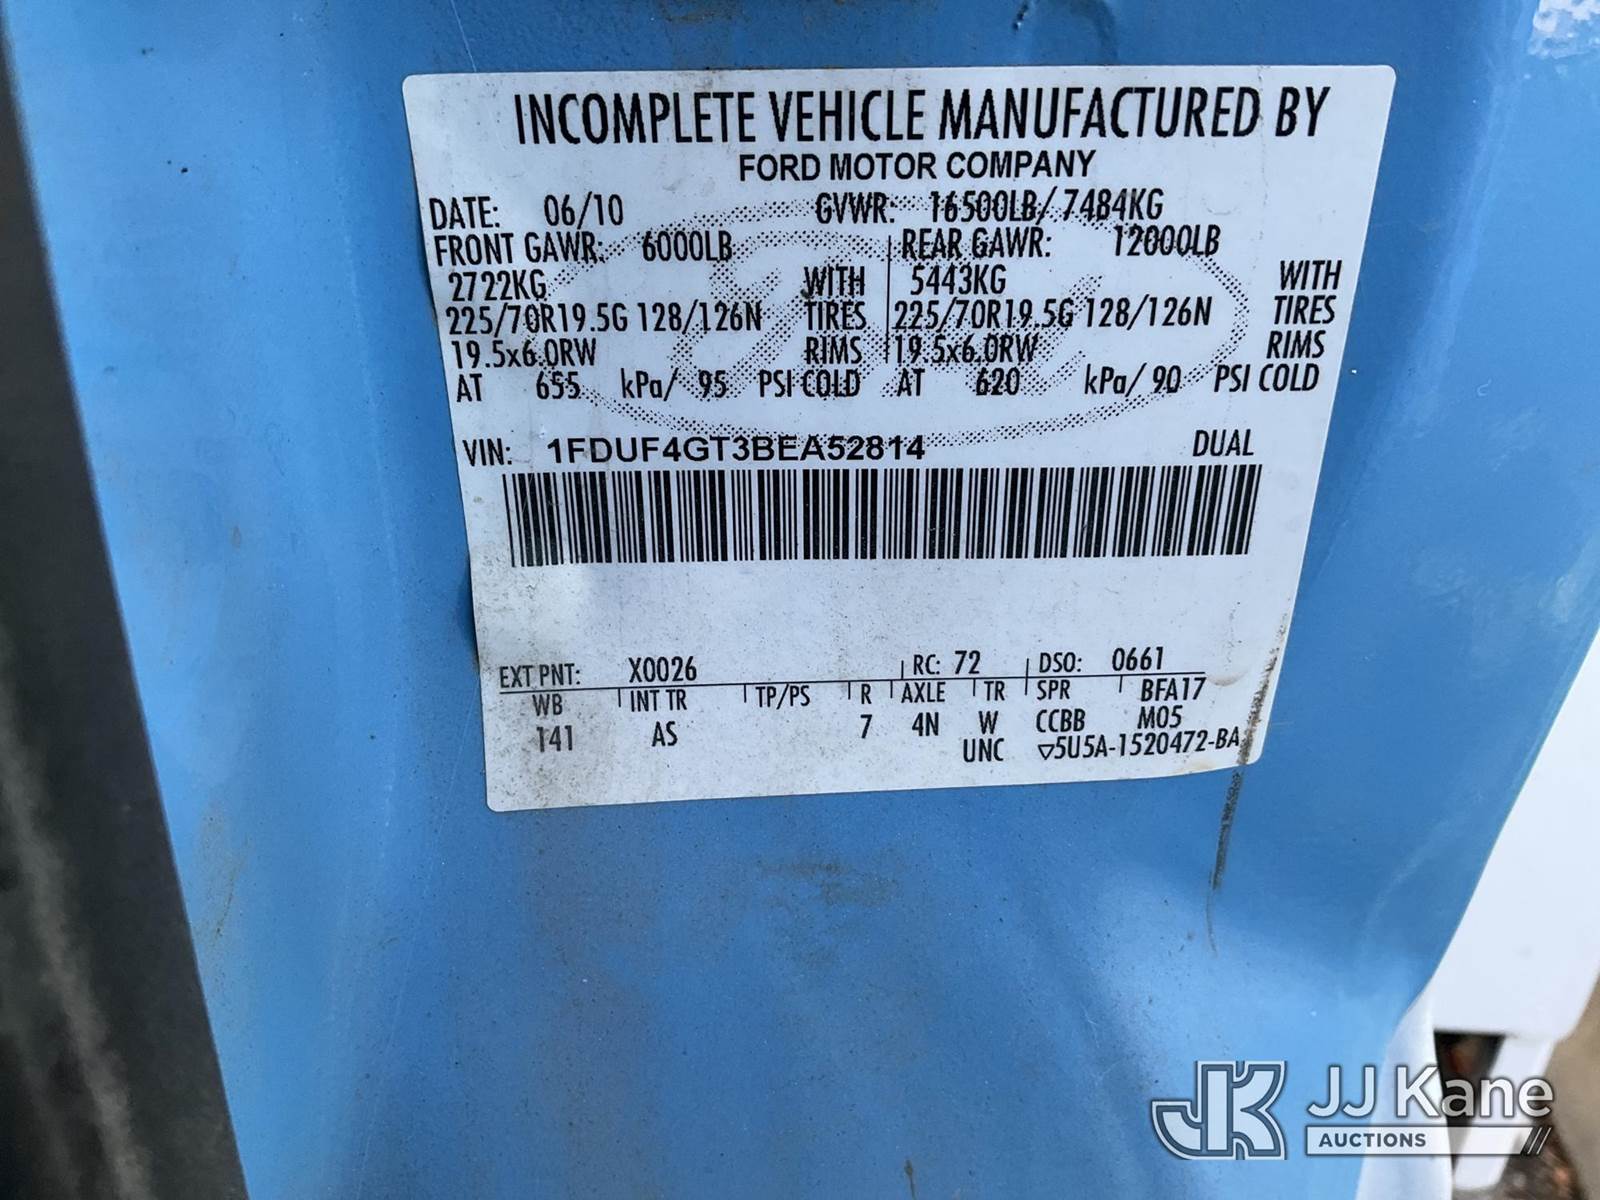 INCOMPLETE VEHICLE MANUFACTURED BY
FORD MOTOR COMPANY
DATE: 06/10 GVWR: 16500LB/ 7484KG
FRONT GAWR: 6000LB REAR GAWR: 12000LB
2722KG WITH 5443KG WITH
225/70R19.5G 128/126N TIRES 225/70R19.5G 128/126N TIRES
19.5x6.0RW RIMS 19.5x6.0RW RIMS
AT 655 kPa/ 95 PSI COLD AT 620 kPa/ 90 PSI COLD
VIN: 1FDUF4GT3BEA52814 DUAL
EXT PNT: X0026 RC: 72 DSO: 0661
WB INT TR TP/PS R AXLE TR SPR BFA17
141 AS 7 4N W CCBB M05
UNC ▽5U5A-1520472-BA
JK JJ Kane
AUCTIONS